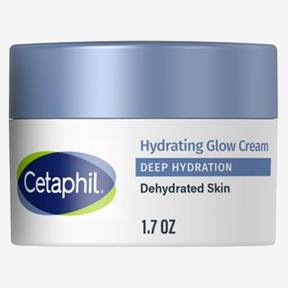 Hydrating Glow Cream
DEEP HYDRATION
Cetaphil®
Dehydrated Skin
1.7 OZ